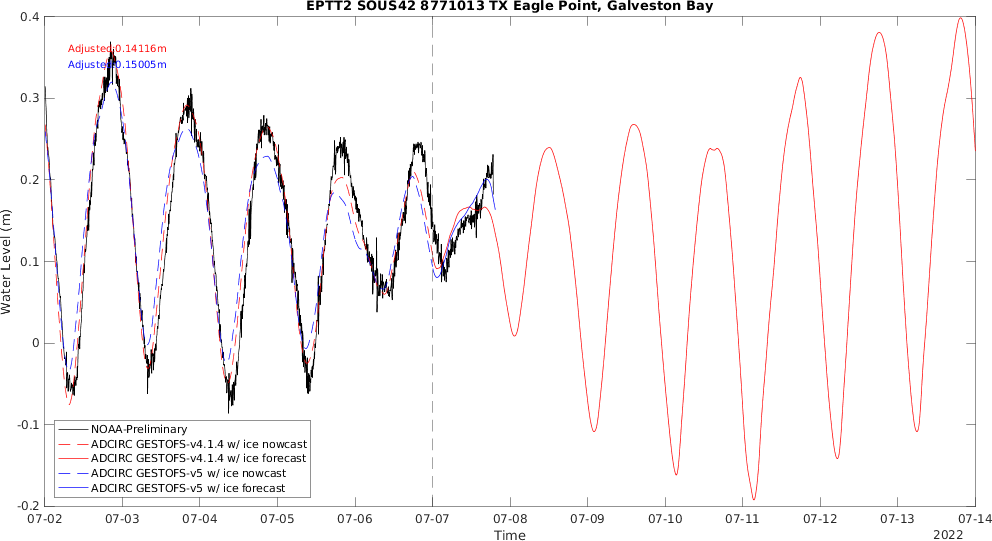 EPTT2 SOUS42 8771013 TX Eagle Point, Galveston Bay
Adjusted:0.14116m
Adjusted:0.15005m
Water Level (m)
0.4
0.3
0.2
0.1
0
-0.1
-0.2
NOAA-Preliminary
ADCIRC GESTOFS-v4.1.4 w/ ice nowcast
ADCIRC GESTOFS-v4.1.4 w/ ice forecast
ADCIRC GESTOFS-v5 w/ ice nowcast
ADCIRC GESTOFS-v5 w/ ice forecast
07-02 07-03 07-04 07-05 07-06 07-07 07-08 07-09 07-10 07-11 07-12 07-13 07-14
Time
2022